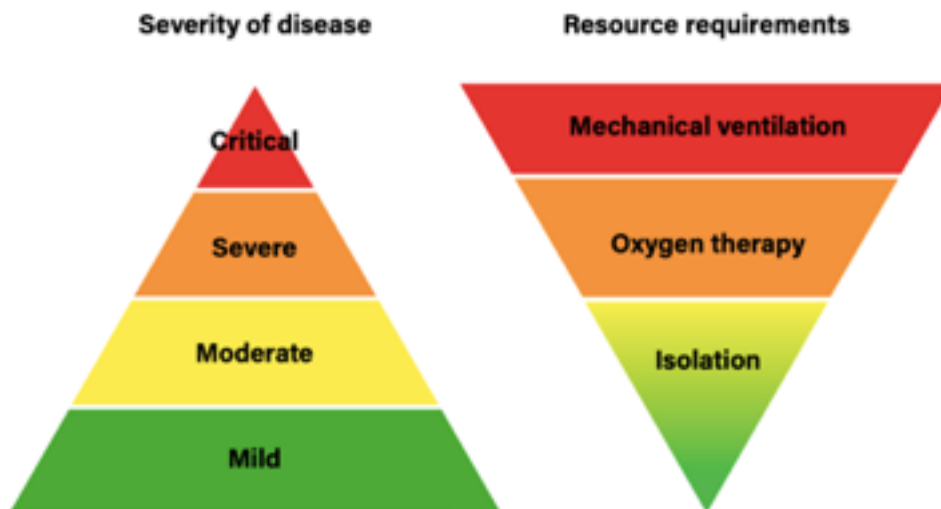 Severity of disease
Resource requirements
Critical
Mechanical ventilation
Severe
Oxygen therapy
Moderate
Isolation
Mild